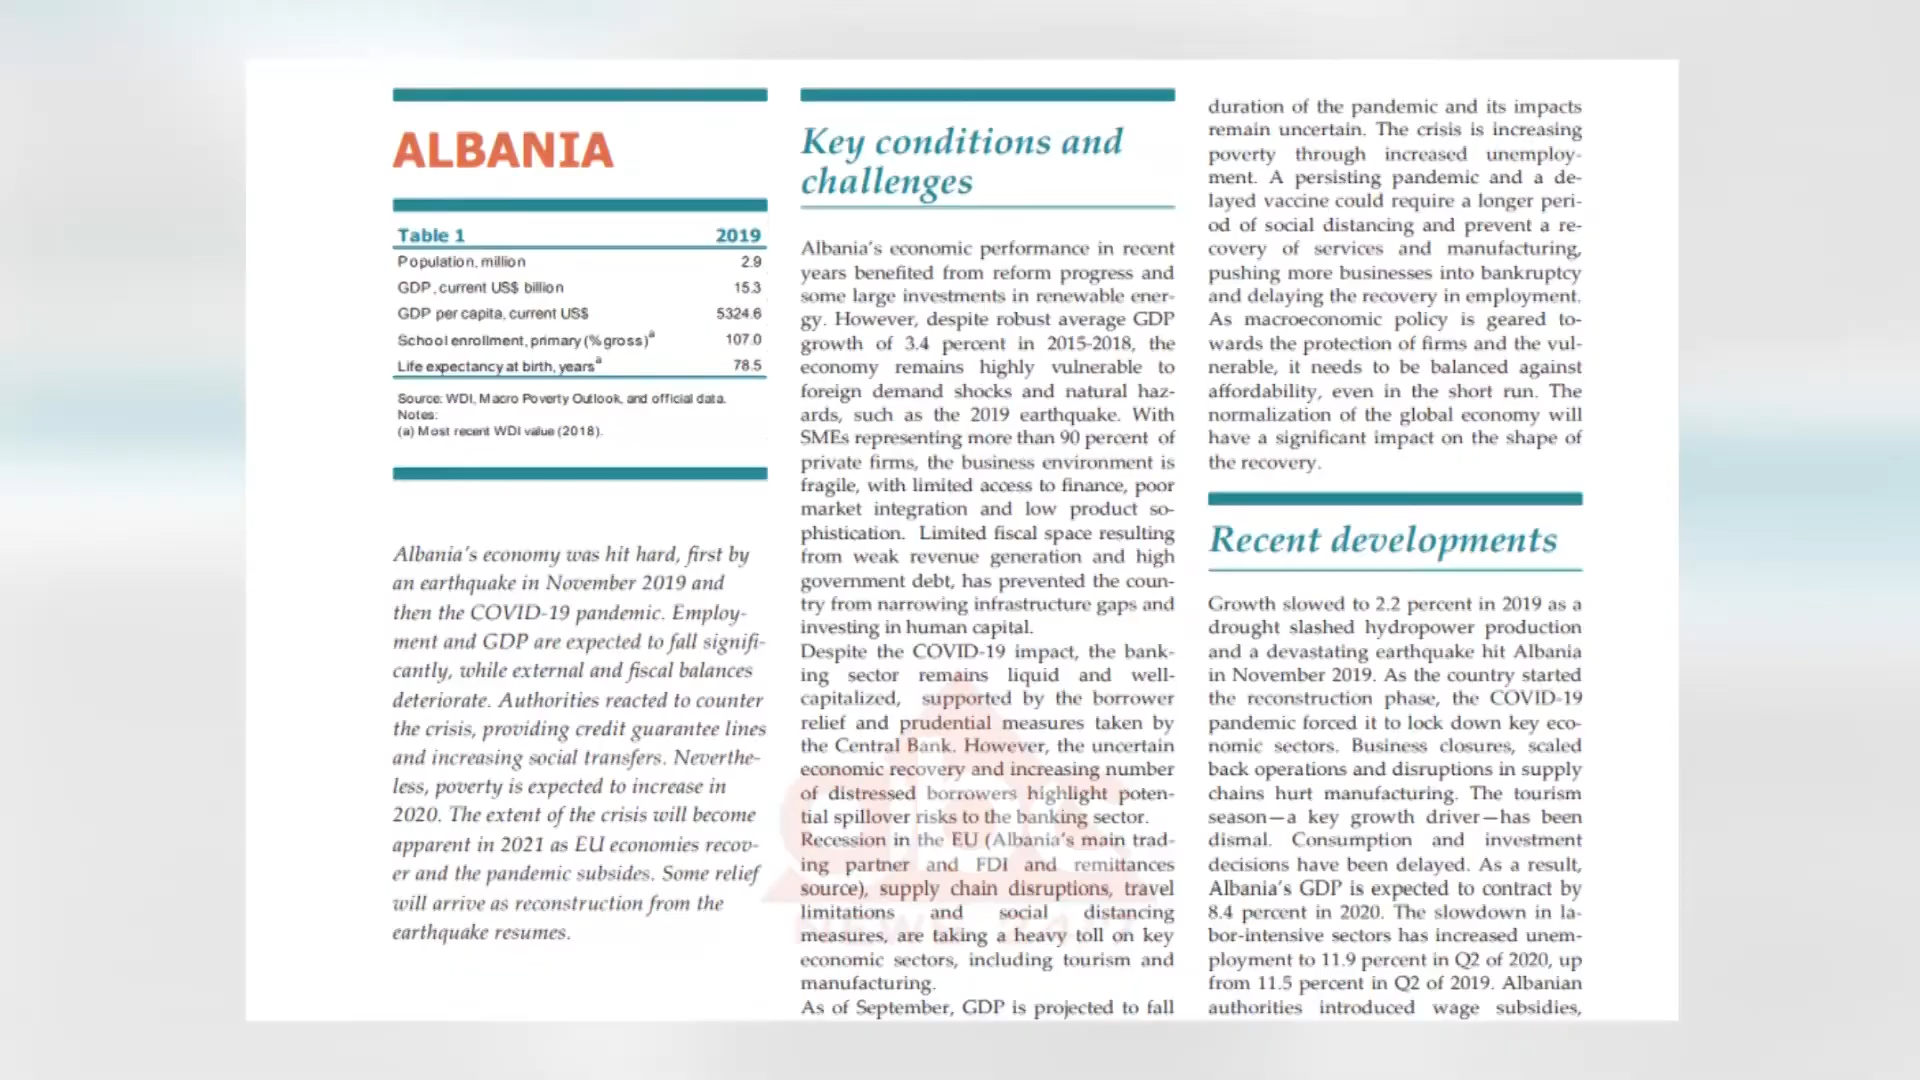 ALBANIA
Table 1 2019
Population, million 2.9
GDP, current US$ billion 15.3
GDP per capita, current US$ 5324.6
School enrollment, primary (% gross)a 107.0
Life expectancy at birth, yearsa 78.5
Source: WDI, Macro Poverty Outlook, and official data.
Notes:
(a) Most recent WDI value (2018).
Albania's economy was hit hard, first by
an earthquake in November 2019 and
then the COVID-19 pandemic. Employ-
ment and GDP are expected to fall signifi-
cantly, while external and fiscal balances
deteriorate. Authorities reacted to counter
the crisis, providing credit guarantee lines
and increasing social transfers. Neverthe-
less, poverty is expected to increase in
2020. The extent of the crisis will become
apparent in 2021 as EU economies recov-
er and the pandemic subsides. Some relief
will arrive as reconstruction from the
earthquake resumes.
Key conditions and
challenges
Albania's economic performance in recent
years benefited from reform progress and
some large investments in renewable ener-
gy. However, despite robust average GDP
growth of 3.4 percent in 2015-2018, the
economy remains highly vulnerable to
foreign demand shocks and natural haz-
ards, such as the 2019 earthquake. With
SMEs representing more than 90 percent of
private firms, the business environment is
fragile, with limited access to finance, poor
market integration and low product so-
phistication. Limited fiscal space resulting
from weak revenue generation and high
government debt, has prevented the coun-
try from narrowing infrastructure gaps and
investing in human capital.
Despite the COVID-19 impact, the bank-
ing sector remains liquid and well-
capitalized, supported by the borrower
relief and prudential measures taken by
the Central Bank. However, the uncertain
economic recovery and increasing number
of distressed borrowers highlight poten-
tial spillover risks to the banking sector.
Recession in the EU (Albania's main trad-
ing partner and FDI and remittances
source), supply chain disruptions, travel
limitations and social distancing
measures, are taking a heavy toll on key
economic sectors, including tourism and
manufacturing.
As of September, GDP is projected to fall
duration of the pandemic and its impacts
remain uncertain. The crisis is increasing
poverty through increased unemploy-
ment. A persisting pandemic and a de-
layed vaccine could require a longer peri-
od of social distancing and prevent a re-
covery of services and manufacturing,
pushing more businesses into bankruptcy
and delaying the recovery in employment.
As macroeconomic policy is geared to-
wards the protection of firms and the vul-
nerable, it needs to be balanced against
affordability, even in the short run. The
normalization of the global economy will
have a significant impact on the shape of
the recovery.
Recent developments
Growth slowed to 2.2 percent in 2019 as a
drought slashed hydropower production
and a devastating earthquake hit Albania
in November 2019. As the country started
the reconstruction phase, the COVID-19
pandemic forced it to lock down key eco-
nomic sectors. Business closures, scaled
back operations and disruptions in supply
chains hurt manufacturing. The tourism
season—a key growth driver—has been
dismal. Consumption and investment
decisions have been delayed. As a result,
Albania's GDP is expected to contract by
8.4 percent in 2020. The slowdown in la-
bor-intensive sectors has increased unem-
ployment to 11.9 percent in Q2 of 2020, up
from 11.5 percent in Q2 of 2019. Albanian
authorities introduced wage subsidies,